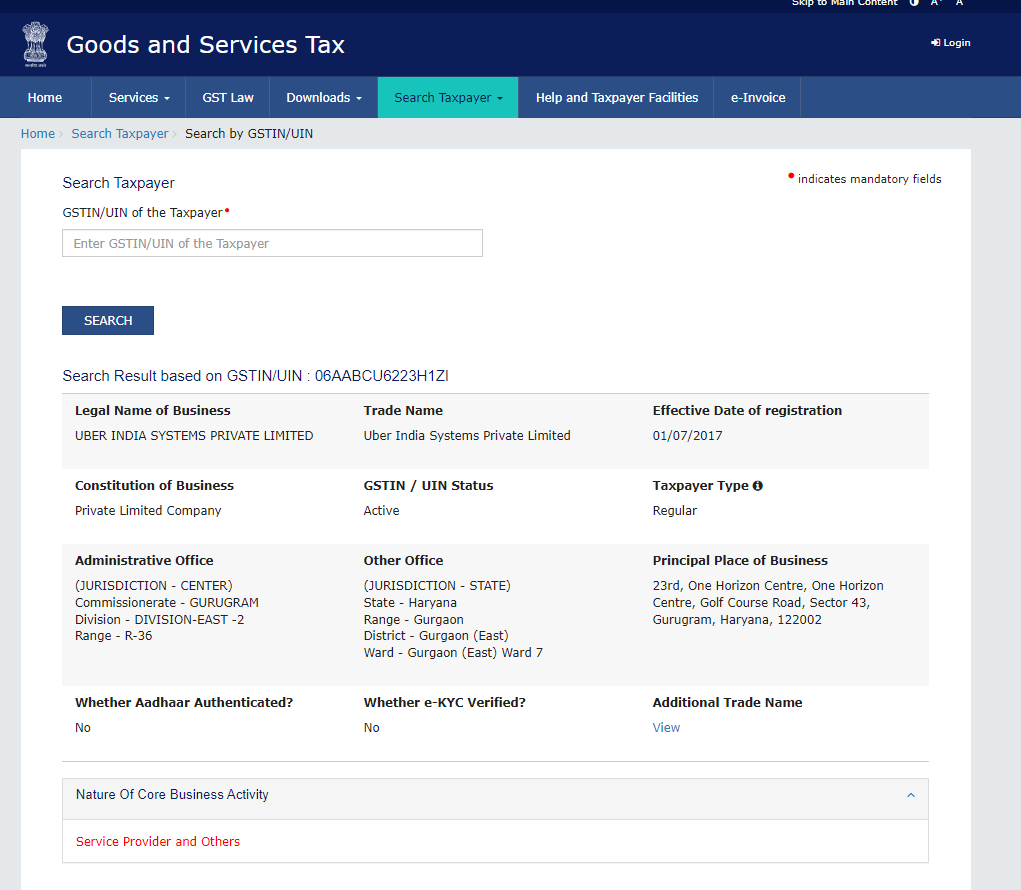 Skip to Main Content A+ A
Goods and Services Tax
Login
Home Services GST Law Downloads Search Taxpayer Help and Taxpayer Facilities e-Invoice
Home Search Taxpayer Search by GSTIN/UIN
Search Taxpayer
• indicates mandatory fields
GSTIN/UIN of the Taxpayer•
Enter GSTIN/UIN of the Taxpayer
SEARCH
Search Result based on GSTIN/UIN : 06AABCU6223H1ZI
Legal Name of Business
UBER INDIA SYSTEMS PRIVATE LIMITED
Trade Name
Uber India Systems Private Limited
Effective Date of registration
01/07/2017
Constitution of Business
Private Limited Company
GSTIN / UIN Status
Active
Taxpayer Type
Regular
Administrative Office
(JURISDICTION - CENTER)
Commissionerate - GURUGRAM
Division - DIVISION-EAST -2
Range - R-36
Other Office
(JURISDICTION - STATE)
State - Haryana
Range - Gurgaon
District - Gurgaon (East)
Ward - Gurgaon (East) Ward 7
Principal Place of Business
23rd, One Horizon Centre, One Horizon
Centre, Golf Course Road, Sector 43,
Gurugram, Haryana, 122002
Whether Aadhaar Authenticated?
No
Whether e-KYC Verified?
No
Additional Trade Name
View
Nature Of Core Business Activity
Service Provider and Others